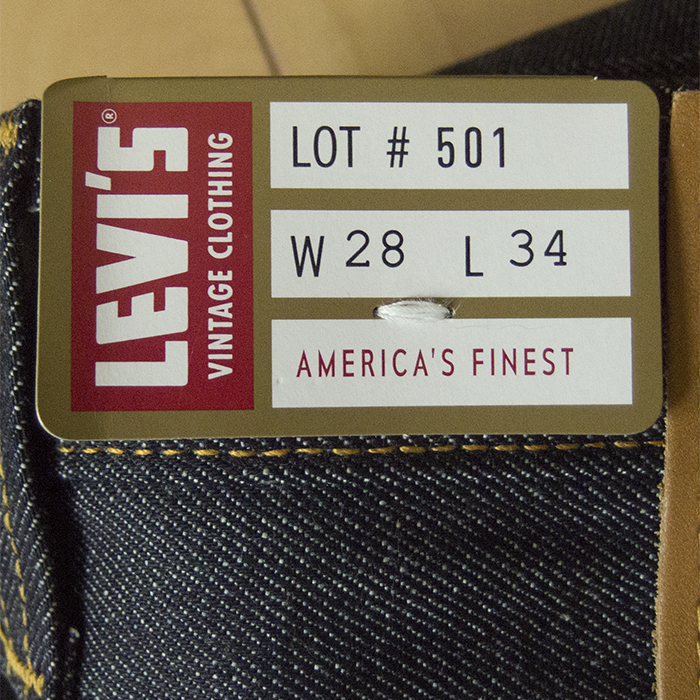 LEVI'S®
VINTAGE CLOTHING
LOT # 501
W 28 L 34
AMERICA'S FINEST